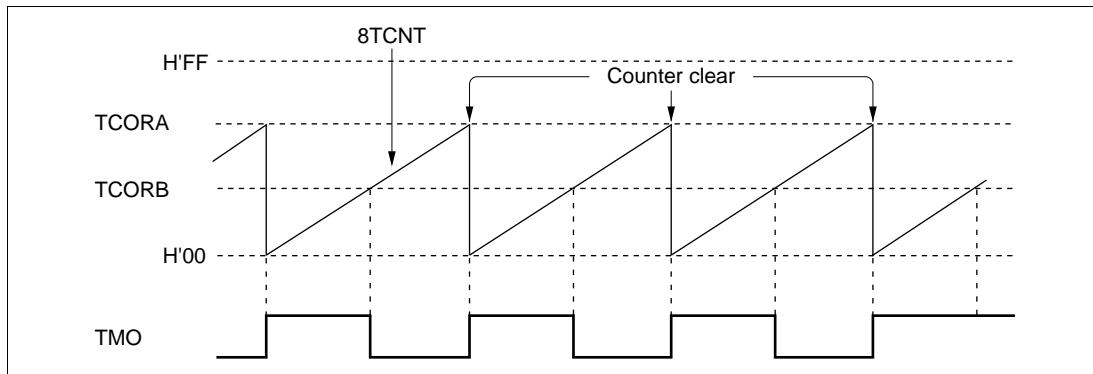 8TCNT
H'FF
Counter clear
TCORA
TCORB
H'00
TMO